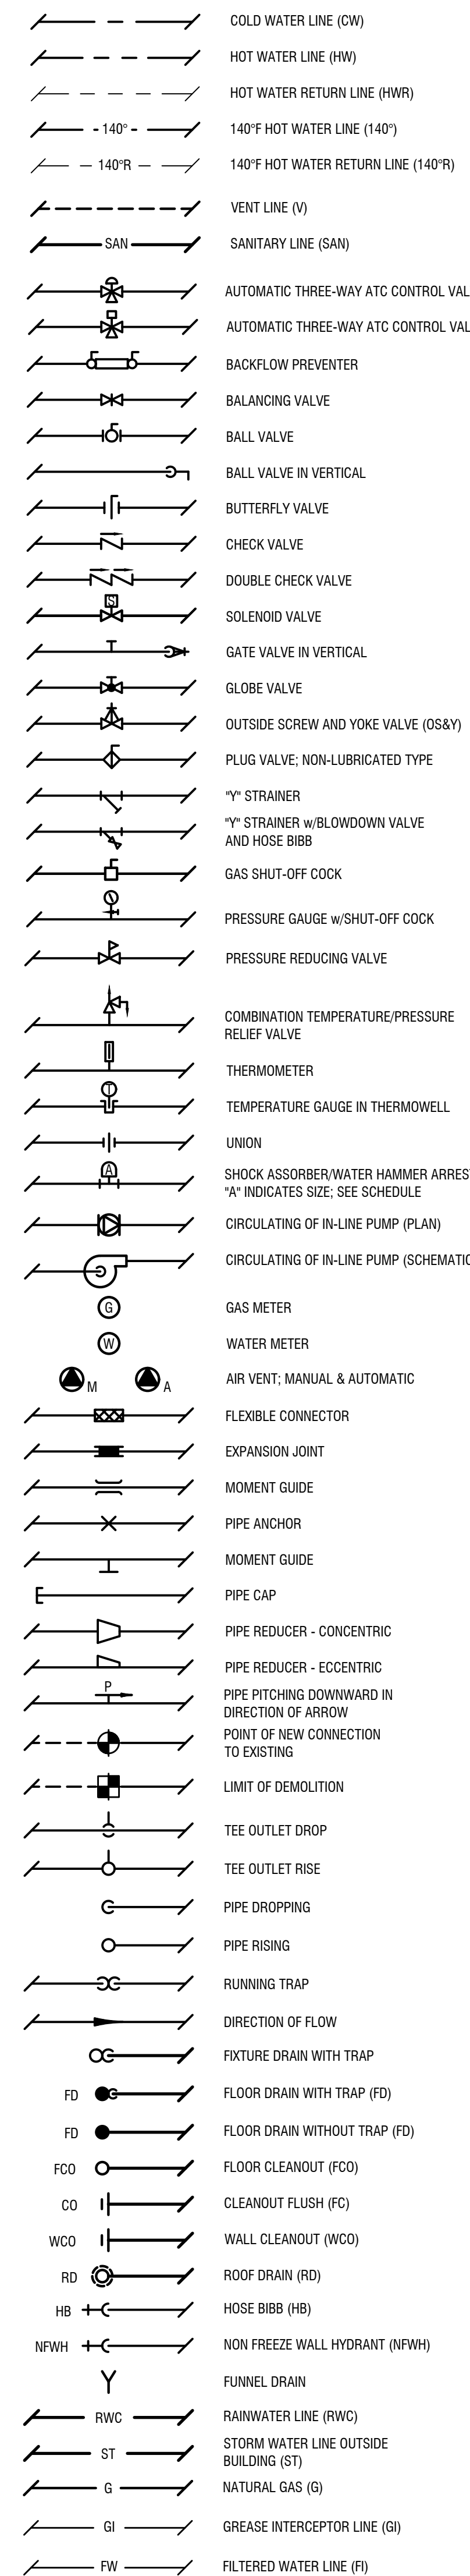 COLD WATER LINE (CW)
HOT WATER LINE (HW)
HOT WATER RETURN LINE (HWR)
140° 140°F HOT WATER LINE (140°)
140°R 140°F HOT WATER RETURN LINE (140°R)
VENT LINE (V)
SAN SANITARY LINE (SAN)
AUTOMATIC THREE-WAY ATC CONTROL VAL
AUTOMATIC THREE-WAY ATC CONTROL VAL
BACKFLOW PREVENTER
BALANCING VALVE
BALL VALVE
BALL VALVE IN VERTICAL
BUTTERFLY VALVE
CHECK VALVE
DOUBLE CHECK VALVE
S SOLENOID VALVE
GATE VALVE IN VERTICAL
GLOBE VALVE
OUTSIDE SCREW AND YOKE VALVE (OS&Y)
PLUG VALVE; NON-LUBRICATED TYPE
"Y" STRAINER
"Y" STRAINER w/BLOWDOWN VALVE
AND HOSE BIBB
GAS SHUT-OFF COCK
PRESSURE GAUGE w/SHUT-OFF COCK
PRESSURE REDUCING VALVE
COMBINATION TEMPERATURE/PRESSURE
RELIEF VALVE
THERMOMETER
T TEMPERATURE GAUGE IN THERMOWELL
UNION
A SHOCK ASSORBER/WATER HAMMER ARRES
"A" INDICATES SIZE; SEE SCHEDULE
CIRCULATING OF IN-LINE PUMP (PLAN)
CIRCULATING OF IN-LINE PUMP (SCHEMATIC
G GAS METER
W WATER METER
M A AIR VENT; MANUAL & AUTOMATIC
FLEXIBLE CONNECTOR
EXPANSION JOINT
MOMENT GUIDE
PIPE ANCHOR
MOMENT GUIDE
PIPE CAP
PIPE REDUCER - CONCENTRIC
PIPE REDUCER - ECCENTRIC
P PIPE PITCHING DOWNWARD IN
DIRECTION OF ARROW
POINT OF NEW CONNECTION
TO EXISTING
LIMIT OF DEMOLITION
TEE OUTLET DROP
TEE OUTLET RISE
PIPE DROPPING
PIPE RISING
RUNNING TRAP
DIRECTION OF FLOW
FIXTURE DRAIN WITH TRAP
FD FLOOR DRAIN WITH TRAP (FD)
FD FLOOR DRAIN WITHOUT TRAP (FD)
FCO FLOOR CLEANOUT (FCO)
CO CLEANOUT FLUSH (FC)
WCO WALL CLEANOUT (WCO)
RD ROOF DRAIN (RD)
HB HOSE BIBB (HB)
NFWH NON FREEZE WALL HYDRANT (NFWH)
FUNNEL DRAIN
RWC RAINWATER LINE (RWC)
ST STORM WATER LINE OUTSIDE
BUILDING (ST)
G NATURAL GAS (G)
GI GREASE INTERCEPTOR LINE (GI)
FW FILTERED WATER LINE (FI)